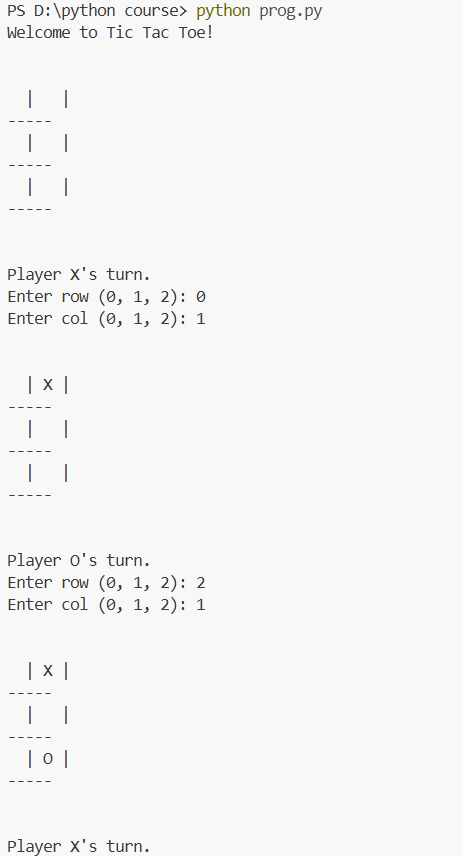 PS D:\python course> python prog.py
Welcome to Tic Tac Toe!
  |   |
-----
  |   |
-----
  |   |
-----
Player X's turn.
Enter row (0, 1, 2): 0
Enter col (0, 1, 2): 1
  | X |
-----
  |   |
-----
  |   |
-----
Player O's turn.
Enter row (0, 1, 2): 2
Enter col (0, 1, 2): 1
  | X |
-----
  |   |
-----
  | O |
-----
Player X's turn.